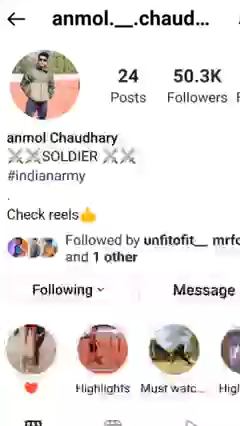 anmol.__.chaud...
24
50.3K
Posts
Followers
anmol Chaudhary
⚔️⚔️SOLDIER ⚔️⚔️
#indianarmy
.
Check reels👍
Followed by unfitofit__ mrfo
and 1 other
Following
Message
❤️
Highlights
Must watc...
High